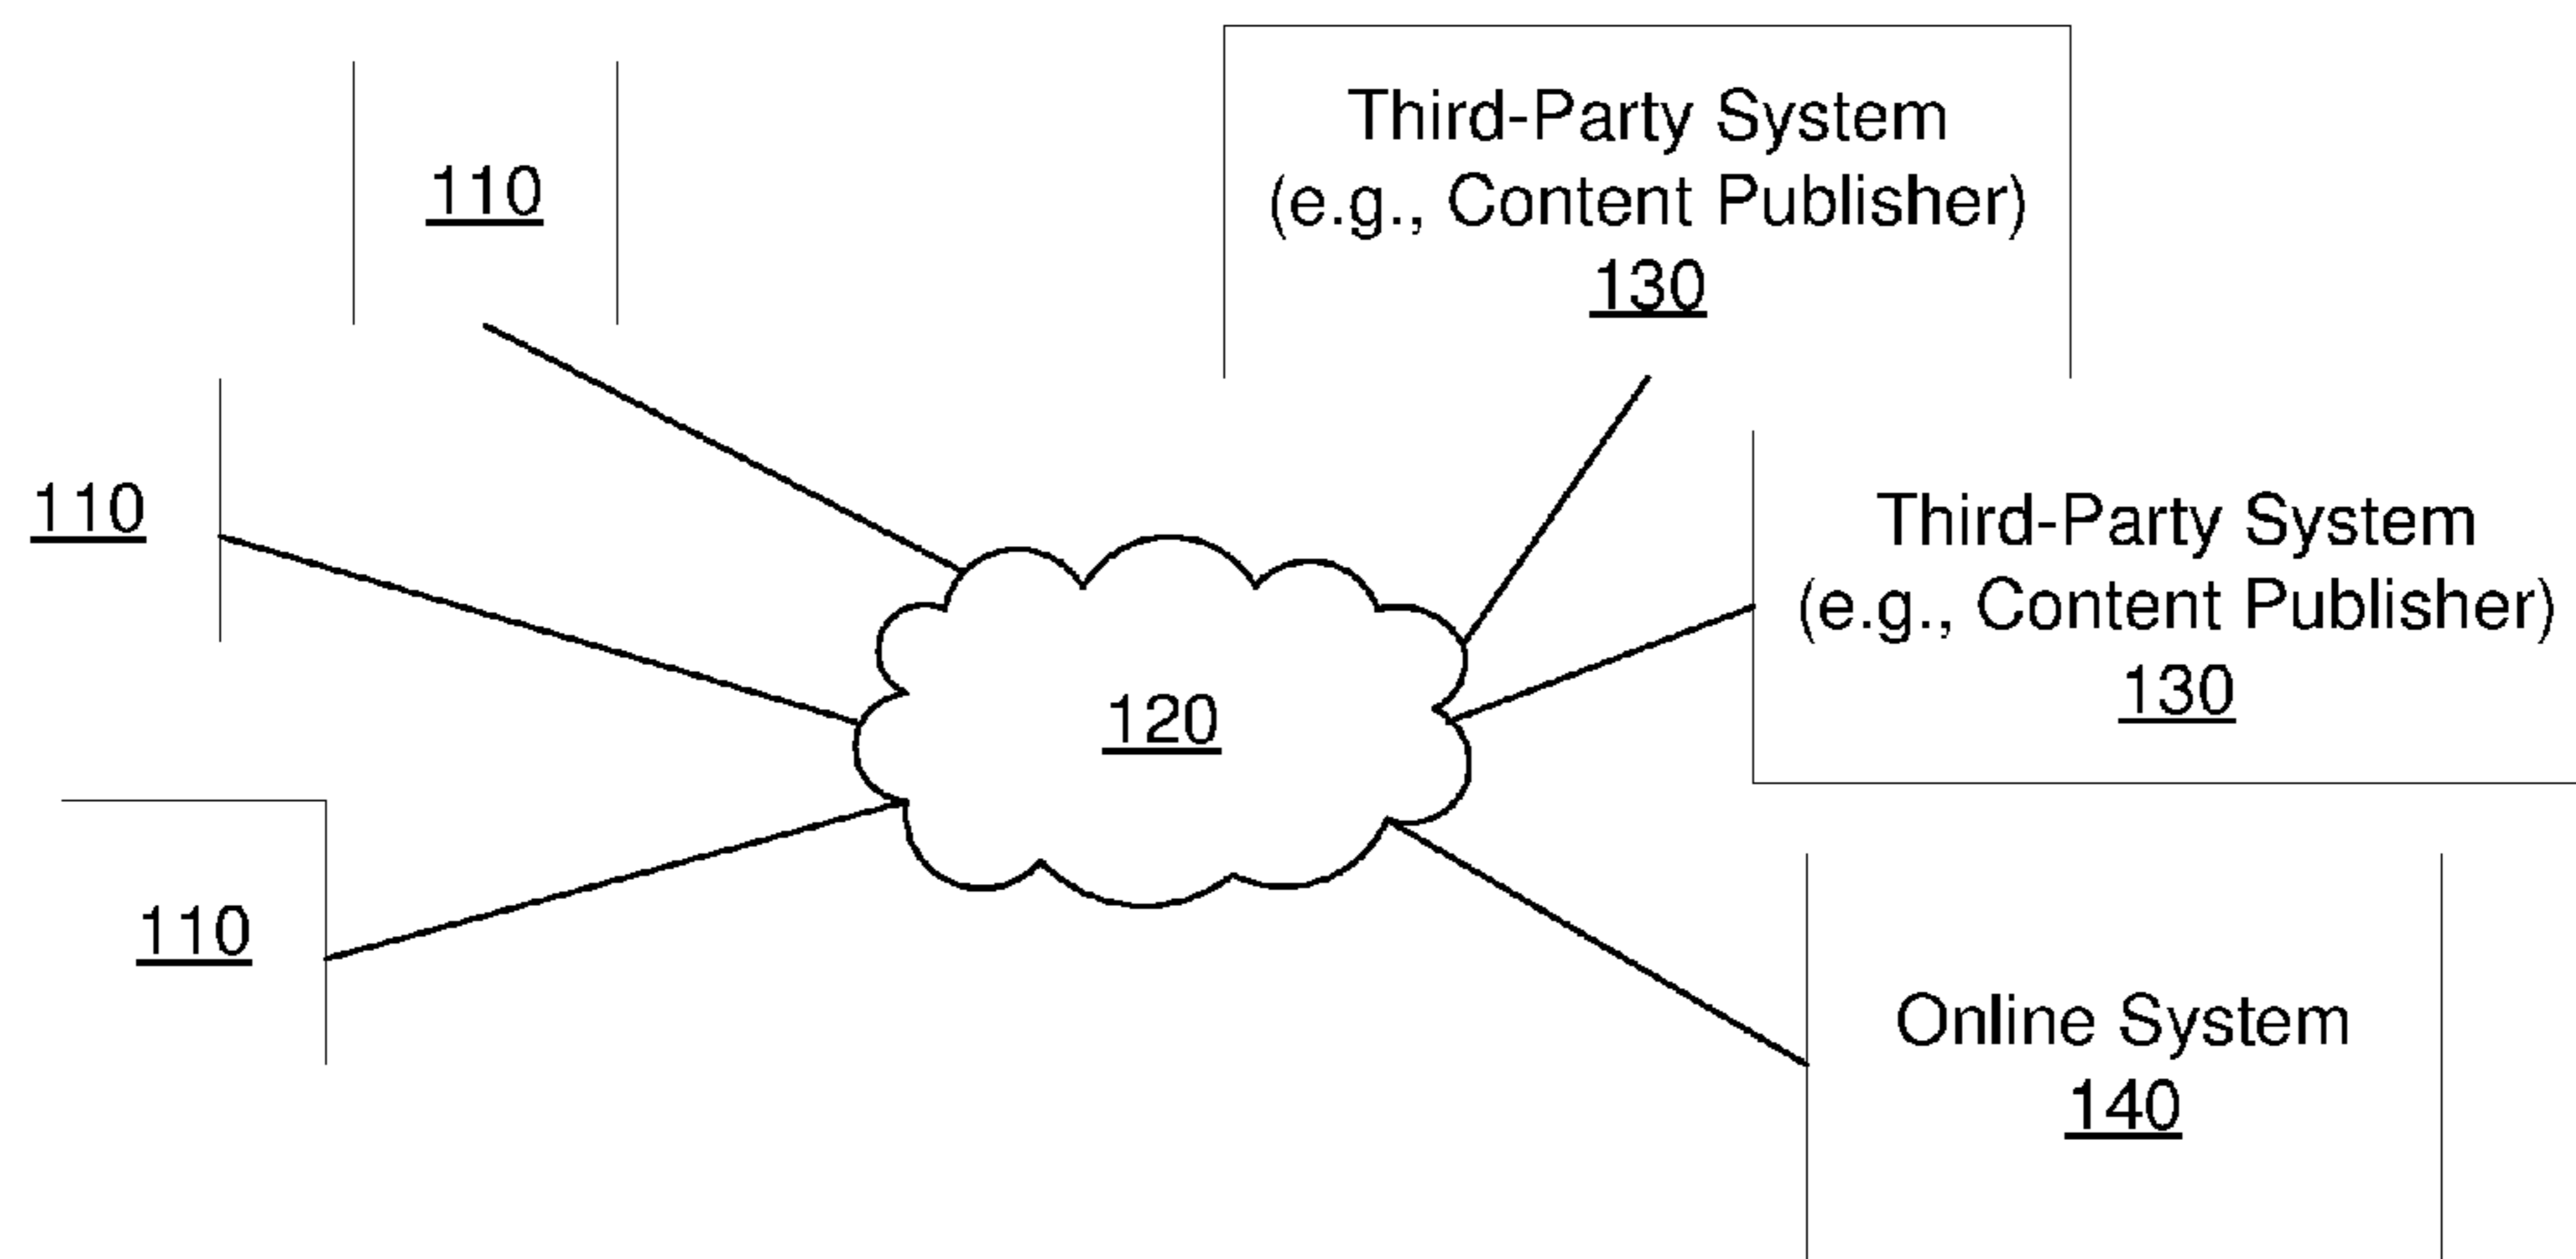 110
Third-Party System
(e.g., Content Publisher)
130
110
Third-Party System
(e.g., Content Publisher)
130
120
110
Online System
140